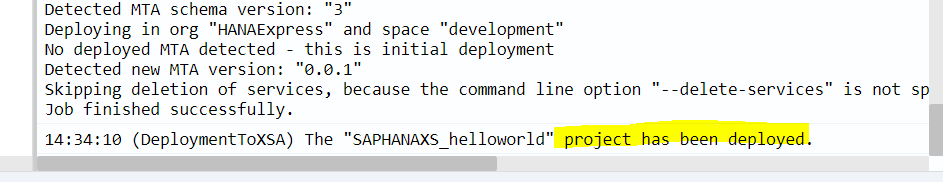 Detected MTA schema version: "3"
Deploying in org "HANAExpress" and space "development"
No deployed MTA detected - this is initial deployment
Detected new MTA version: "0.0.1"
Skipping deletion of services, because the command line option "--delete-services" is not sp
Job finished successfully.
14:34:10 (DeploymentToXSA) The "SAPHANAXS_helloworld" project has been deployed.